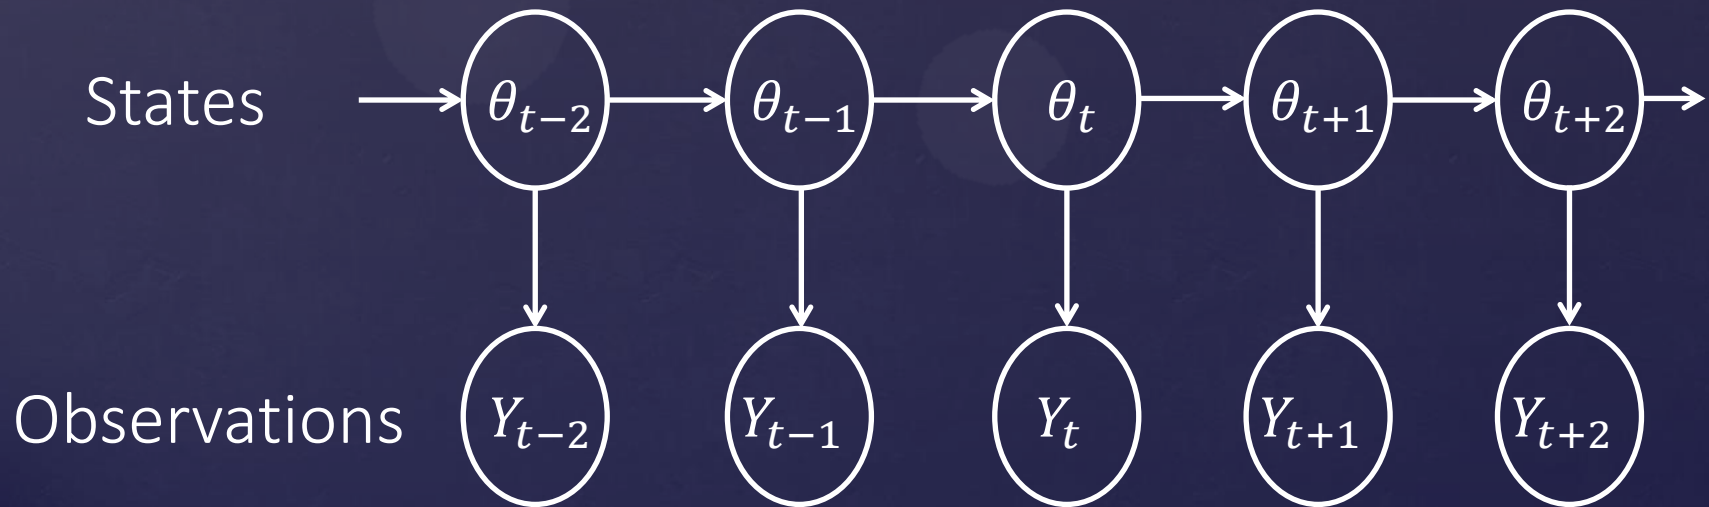 States θ_{t−2} θ_{t−1} θ_t θ_{t+1} θ_{t+2}
Observations Y_{t−2} Y_{t−1} Y_t Y_{t+1} Y_{t+2}